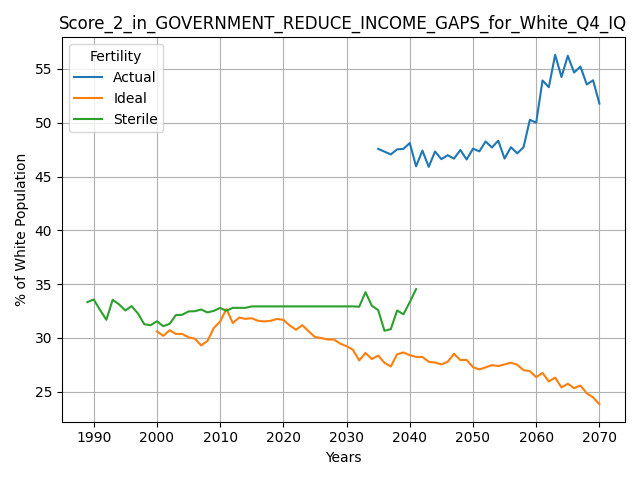 Score_2_in_GOVERNMENT_REDUCE_INCOME_GAPS_for_White_Q4_IQ
Fertility
Actual
Ideal
Sterile
% of White Population
55
50
45
40
35
30
25
1990 2000 2010 2020 2030 2040 2050 2060 2070
Years